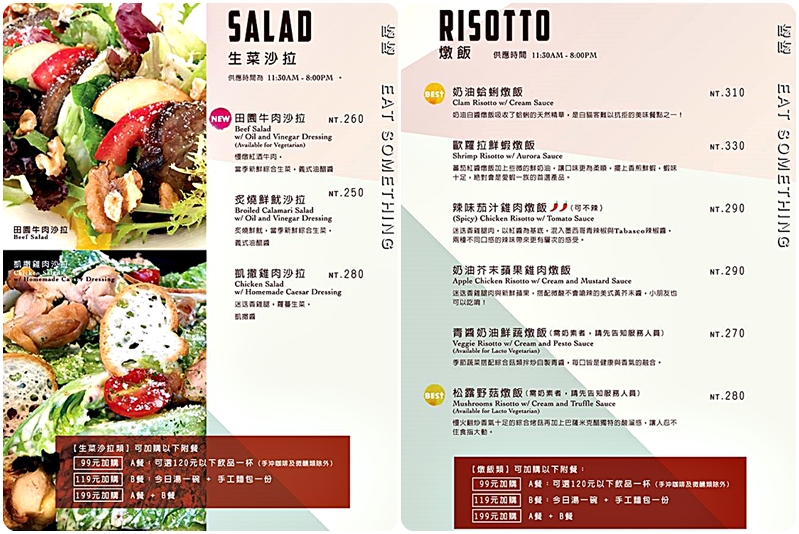 SALAD
生菜沙拉
供應時間為 11:30AM - 8:00PM 。
NEW
田園牛肉沙拉 NT.260
Beef Salad
w/ Oil and Vinegar Dressing
(Available for Vegetarian)
慢燉紅酒牛肉，
當季新鮮綜合生菜，義式油醋醬
炙燒鮮魷沙拉 NT.250
Broiled Calamari Salad
w/ Oil and Vinegar Dressing
炙燒鮮魷，當季新鮮綜合生菜，
義式油醋醬
凱撒雞肉沙拉 NT.280
Chicken Salad
w/ Homemade Caesar Dressing
迷迭香雞腿，蘿蔓生菜，
凱撒醬
田園牛肉沙拉
Beef Salad
凱撒雞肉沙拉
Chicken Salad
w/ Homemade Caesar Dressing
【生菜沙拉類】可加購以下附餐
99元加購 A餐：可選120元以下飲品一杯（手沖咖啡及微醺類除外）
119元加購 B餐：今日湯一碗 + 手工麵包一份
199元加購 A餐 + B餐
EAT SOMETHING
RISOTTO
燉飯 供應時間 11:30AM - 8:00PM
BEST
奶油蛤蜊燉飯 NT.310
Clam Risotto w/ Cream Sauce
奶油白醬燉飯吸收了蛤蜊的天然精華，是白貓客難以抗拒的美味餐點之一！
歐羅拉鮮蝦燉飯 NT.330
Shrimp Risotto w/ Aurora Sauce
蕃茄紅醬燉飯加上些微的鮮奶油，讓口味更為柔順，擺上香煎鮮蝦，蝦味
十足，絕對會是愛蝦一族的首選產品。
辣味茄汁雞肉燉飯 (可不辣) NT.290
(Spicy) Chicken Risotto w/ Tomato Sauce
迷迭香雞腿肉，以紅醬為基底，混入墨西哥青辣椒與Tabasco辣椒醬，
兩種不同口感的辣味帶來更有層次的感受。
奶油芥末蘋果雞肉燉飯 NT.290
Apple Chicken Risotto w/ Cream and Mustard Sauce
迷迭香雞腿肉與新鮮蘋果，搭配微酸不會嗆辣的美式黃芥末醬，小朋友也
可以吃唷！
青醬奶油鮮蔬燉飯(需奶素者，請先告知服務人員) NT.270
Veggie Risotto w/ Cream and Pesto Sauce
(Available for Lacto Vegetarian)
季節蔬菜搭配綜合菇類拌炒自製青醬，每口皆是健康與香氣的融合。
BEST
松露野菇燉飯(需奶素者，請先告知服務人員) NT.280
Mushrooms Risotto w/ Cream and Truffle Sauce
(Available for Lacto Vegetarian)
慢火翻炒香氣十足的綜合烤菇再加上巴薩米克醋獨特的酸溜感，讓人忍不
住食指大動。
【燉飯類】可加購以下附餐：
99元加購 A餐：可選120元以下飲品一杯（手沖咖啡及微醺類除外）
119元加購 B餐：今日湯一碗 + 手工麵包一份
199元加購 A餐 + B餐
EAT SOMETHING